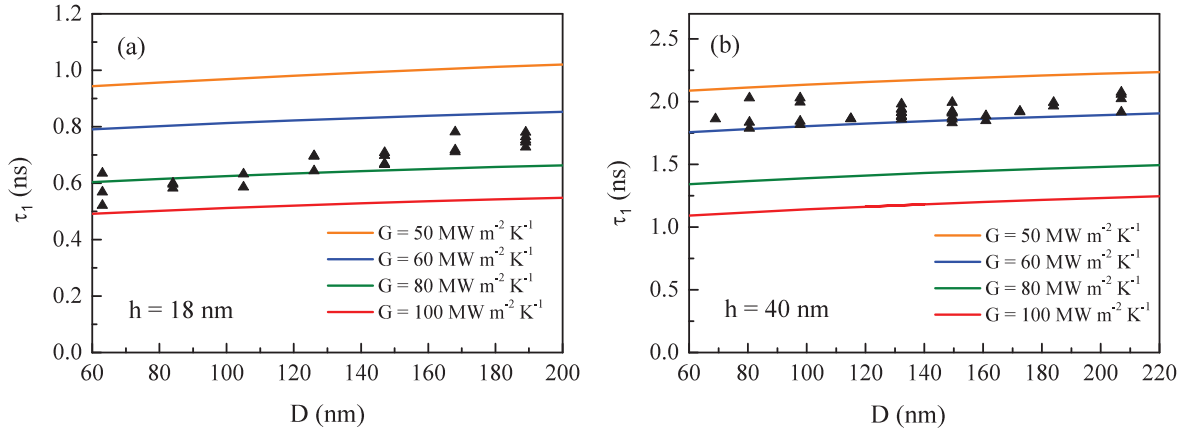 (a)
1.2
1.0
0.8
0.6
0.4
0.2
0.0
τ1 (ns)
G = 50 MW m-2 K-1
G = 60 MW m-2 K-1
G = 80 MW m-2 K-1
G = 100 MW m-2 K-1
h = 18 nm
60 80 100 120 140 160 180 200
D (nm)
(b)
2.5
2.0
1.5
1.0
0.5
0.0
τ1 (ns)
G = 50 MW m-2 K-1
G = 60 MW m-2 K-1
G = 80 MW m-2 K-1
G = 100 MW m-2 K-1
h = 40 nm
60 80 100 120 140 160 180 200 220
D (nm)